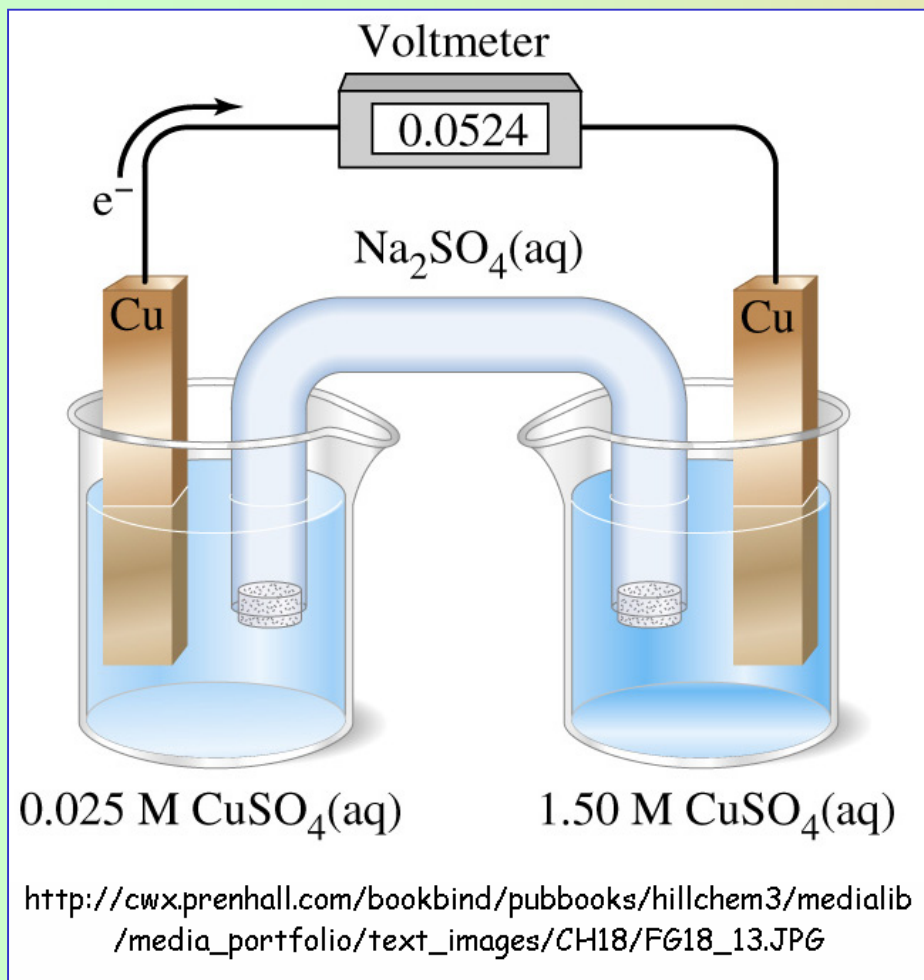 Voltmeter
0.0524
e⁻
Na₂SO₄(aq)
Cu
Cu
0.025 M CuSO₄(aq)
1.50 M CuSO₄(aq)
http://cwx.prenhall.com/bookbind/pubbooks/hillchem3/medialib
/media_portfolio/text_images/CH18/FG18_13.JPG